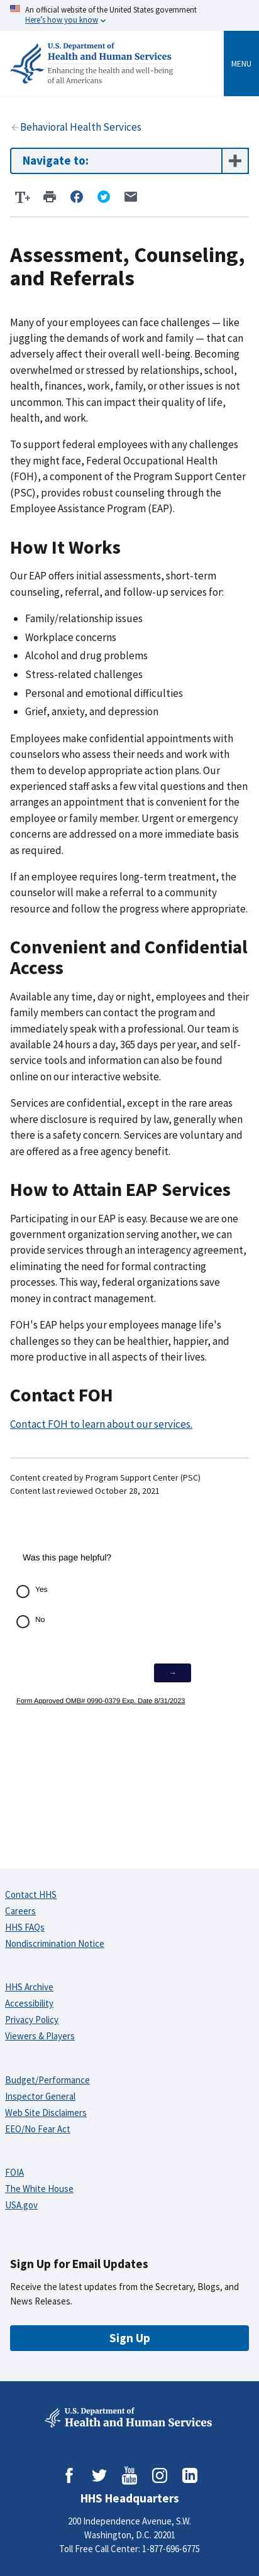 An official website of the United States government
Here's how you know
U.S. Department of
Health and Human Services
Enhancing the health and well-being
of all Americans
MENU
Behavioral Health Services
Navigate to:
T+
Assessment, Counseling,
and Referrals
Many of your employees can face challenges — like
juggling the demands of work and family — that can
adversely affect their overall well-being. Becoming
overwhelmed or stressed by relationships, school,
health, finances, work, family, or other issues is not
uncommon. This can impact their quality of life,
health, and work.
To support federal employees with any challenges
they might face, Federal Occupational Health
(FOH), a component of the Program Support Center
(PSC), provides robust counseling through the
Employee Assistance Program (EAP).
How It Works
Our EAP offers initial assessments, short-term
counseling, referral, and follow-up services for:
Family/relationship issues
Workplace concerns
Alcohol and drug problems
Stress-related challenges
Personal and emotional difficulties
Grief, anxiety, and depression
Employees make confidential appointments with
counselors who assess their needs and work with
them to develop appropriate action plans. Our
experienced staff asks a few vital questions and then
arranges an appointment that is convenient for the
employee or family member. Urgent or emergency
concerns are addressed on a more immediate basis
as required.
If an employee requires long-term treatment, the
counselor will make a referral to a community
resource and follow the progress where appropriate.
Convenient and Confidential
Access
Available any time, day or night, employees and their
family members can contact the program and
immediately speak with a professional. Our team is
available 24 hours a day, 365 days per year, and self-
service tools and information can also be found
online on our interactive website.
Services are confidential, except in the rare areas
where disclosure is required by law, generally when
there is a safety concern. Services are voluntary and
are offered as a free agency benefit.
How to Attain EAP Services
Participating in our EAP is easy. Because we are one
government organization serving another, we can
provide services through an interagency agreement,
eliminating the need for formal contracting
processes. This way, federal organizations save
money in contract management.
FOH's EAP helps your employees manage life's
challenges so they can be healthier, happier, and
more productive in all aspects of their lives.
Contact FOH
Contact FOH to learn about our services.
Content created by Program Support Center (PSC)
Content last reviewed October 28, 2021
Was this page helpful?
Yes
No
→
Form Approved OMB# 0990-0379 Exp. Date 8/31/2023
Contact HHS
Careers
HHS FAQs
Nondiscrimination Notice
HHS Archive
Accessibility
Privacy Policy
Viewers & Players
Budget/Performance
Inspector General
Web Site Disclaimers
EEO/No Fear Act
FOIA
The White House
USA.gov
Sign Up for Email Updates
Receive the latest updates from the Secretary, Blogs, and
News Releases.
Sign Up
U.S. Department of
Health and Human Services
You
Tube
HHS Headquarters
200 Independence Avenue, S.W.
Washington, D.C. 20201
Toll Free Call Center: 1-877-696-6775